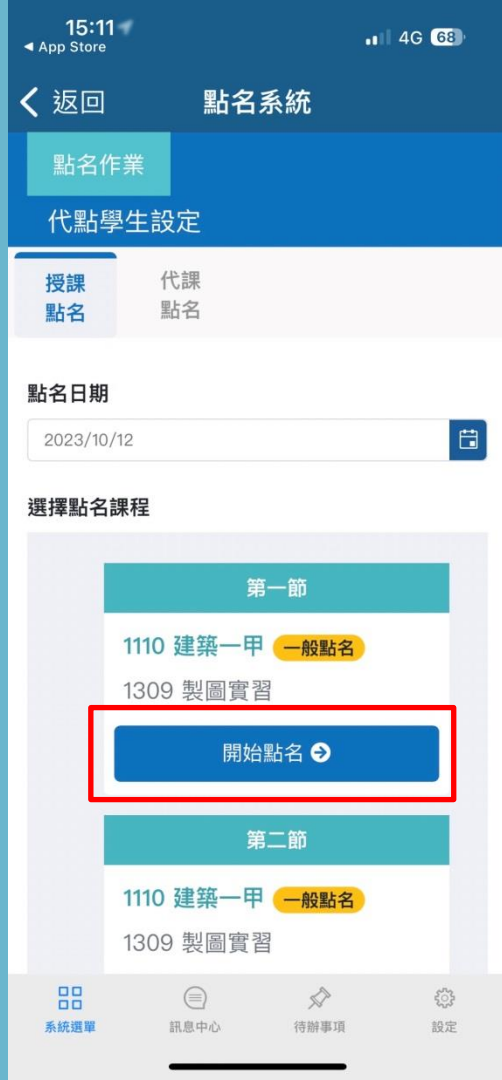 15:11
◀ App Store
4G 68
返回
點名系統
點名作業
代點學生設定
授課
點名
代課
點名
點名日期
2023/10/12
選擇點名課程
第一節
1110 建築一甲 一般點名
1309 製圖實習
開始點名
第二節
1110 建築一甲 一般點名
1309 製圖實習
系統選單
訊息中心
待辦事項
設定